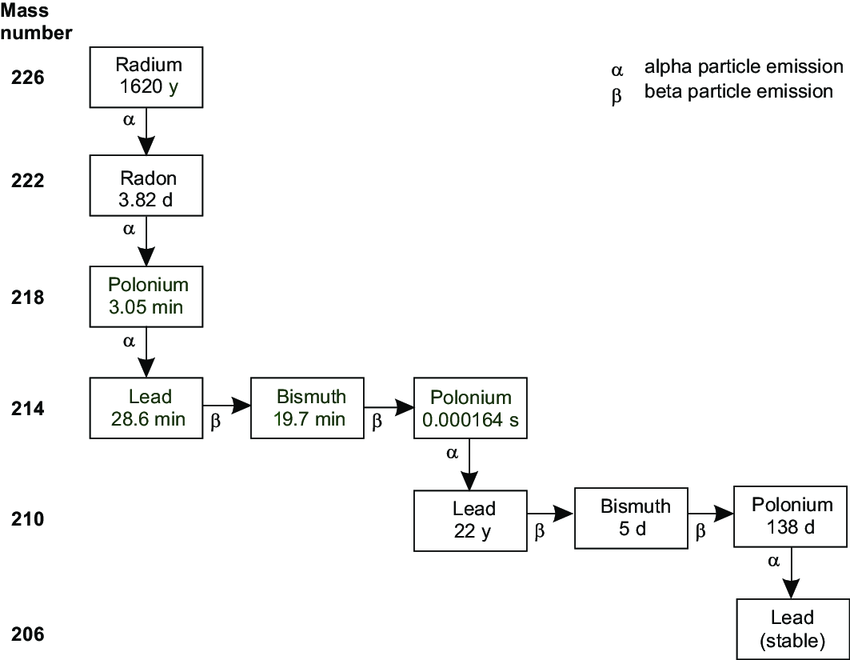 Mass
number
226
Radium
1620 y
α alpha particle emission
β beta particle emission
α
222
Radon
3.82 d
α
218
Polonium
3.05 min
α
214
Lead
28.6 min
β
Bismuth
19.7 min
β
Polonium
0.000164 s
α
210
Lead
22 y
β
Bismuth
5 d
β
Polonium
138 d
α
206
Lead
(stable)